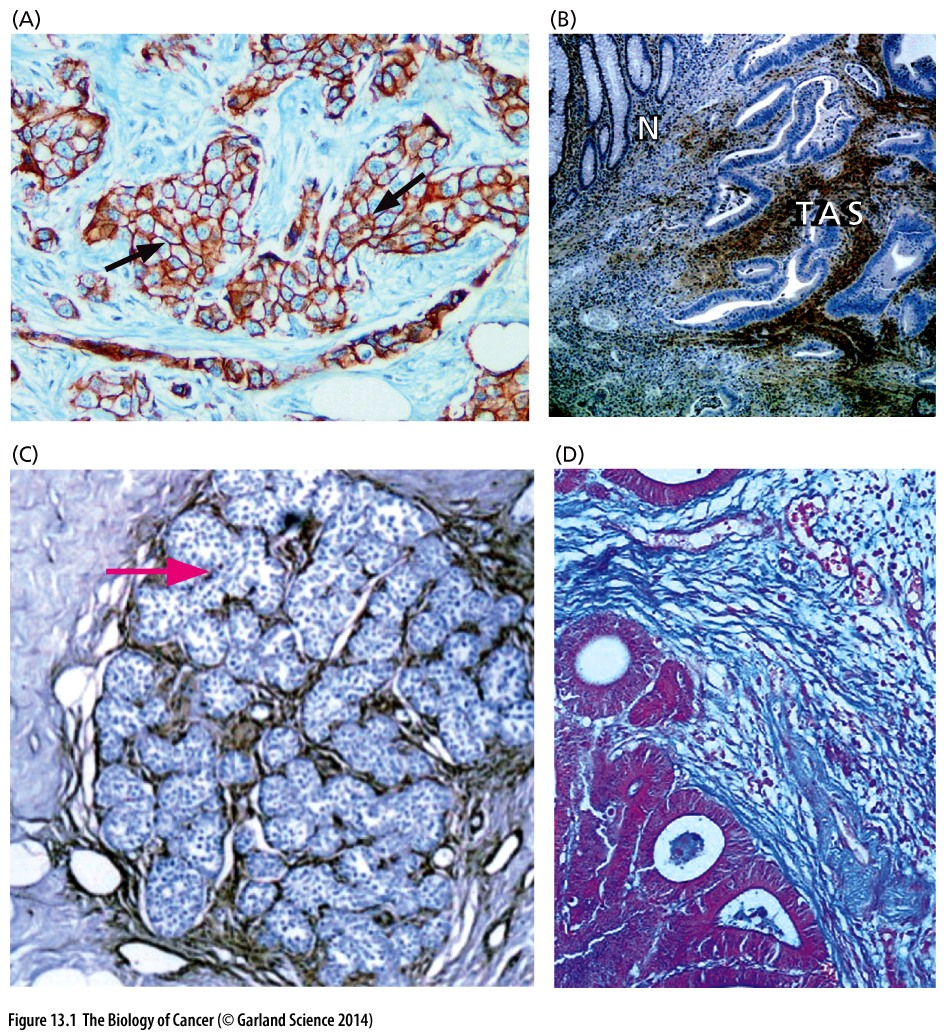 (A)
(B)
N
TAS
(C)
(D)
Figure 13.1 The Biology of Cancer (© Garland Science 2014)